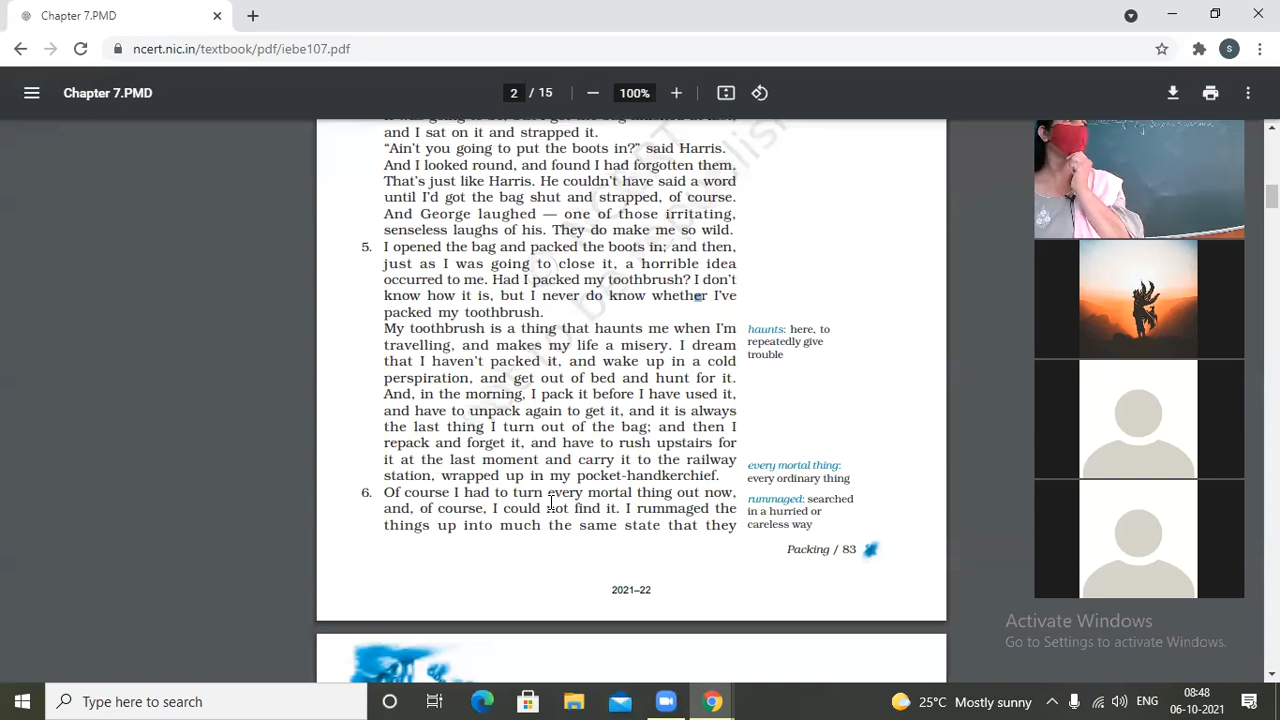 Chapter 7.PMD
ncert.nic.in/textbook/pdf/iebe107.pdf
S
Chapter 7.PMD
2 / 15
100%
and I sat on it and strapped it.
“Ain’t you going to put the boots in?” said Harris.
And I looked round, and found I had forgotten them.
That’s just like Harris. He couldn’t have said a word
until I’d got the bag shut and strapped, of course.
And George laughed — one of those irritating,
senseless laughs of his. They do make me so wild.
5. I opened the bag and packed the boots in; and then,
just as I was going to close it, a horrible idea
occurred to me. Had I packed my toothbrush? I don’t
know how it is, but I never do know whether I’ve
packed my toothbrush.
My toothbrush is a thing that haunts me when I’m
travelling, and makes my life a misery. I dream
that I haven’t packed it, and wake up in a cold
perspiration, and get out of bed and hunt for it.
And, in the morning, I pack it before I have used it,
and have to unpack again to get it, and it is always
the last thing I turn out of the bag; and then I
repack and forget it, and have to rush upstairs for
it at the last moment and carry it to the railway
station, wrapped up in my pocket-handkerchief.
6. Of course I had to turn every mortal thing out now,
and, of course, I could not find it. I rummaged the
things up into much the same state that they
haunts: here, to
repeatedly give
trouble
every mortal thing:
every ordinary thing
rummaged: searched
in a hurried or
careless way
Packing / 83
2021–22
Activate Windows
Go to Settings to activate Windows.
Type here to search
25°C Mostly sunny
ENG
08:48
06-10-2021